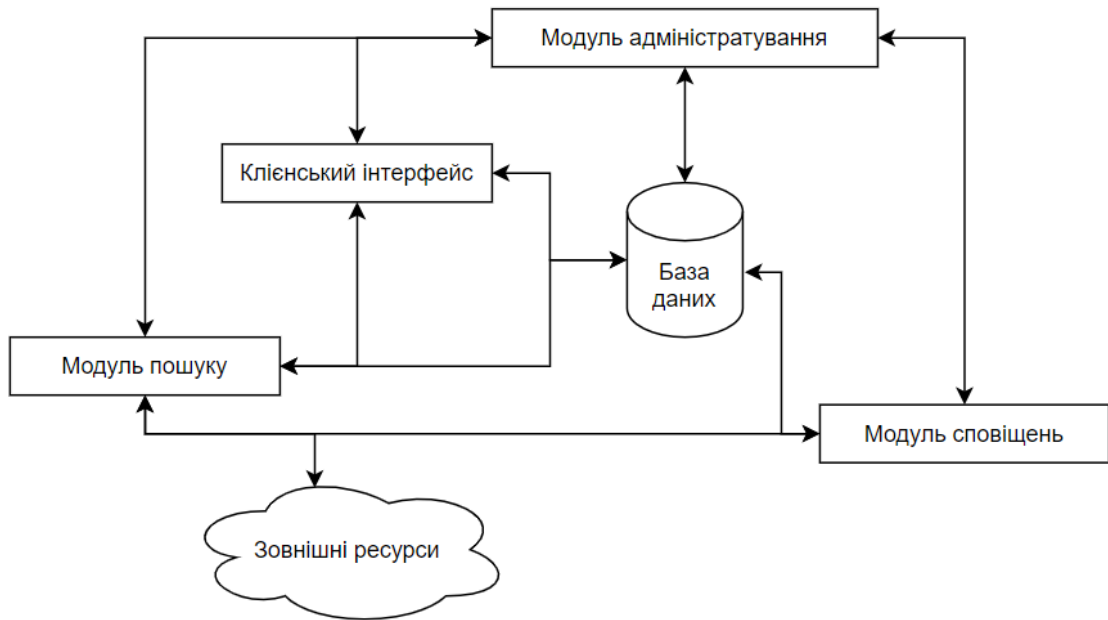 Модуль адміністратування
Клієнський інтерфейс
База
даних
Модуль пошуку
Модуль сповіщень
Зовнішні ресурси